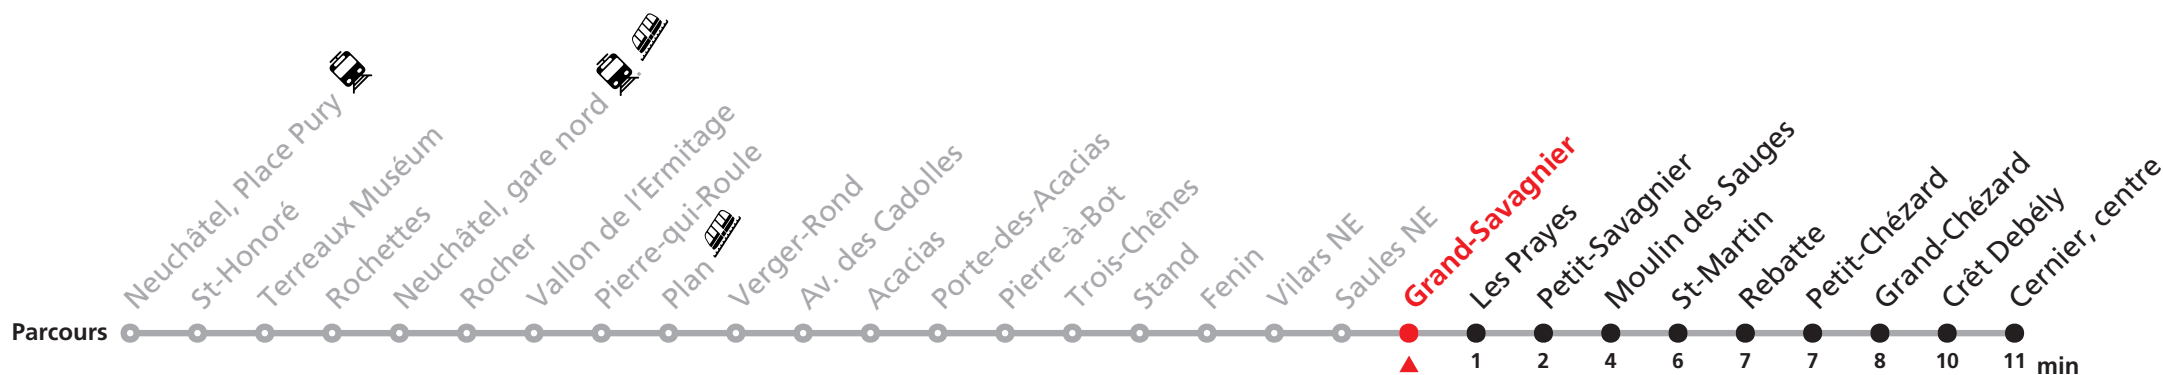 Neuchâtel, Place Pury
St-Honoré
Terreaux Muséum
Rochettes
Neuchâtel, gare nord
Rocher
Vallon de l'Ermitage
Pierre-qui-Roule
Plan
Verger-Rond
Av. des Cadolles
Acacias
Porte-des-Acacias
Pierre-à-Bot
Trois-Chênes
Stand
Fenin
Vilars NE
Saules NE
Grand-Savagnier
Les Prayes
Petit-Savagnier
Moulin des Sauges
St-Martin
Rebatte
Petit-Chézard
Grand-Chézard
Crêt Debély
Cernier, centre
Parcours
1 2 4 6 7 7 8 10 11 min